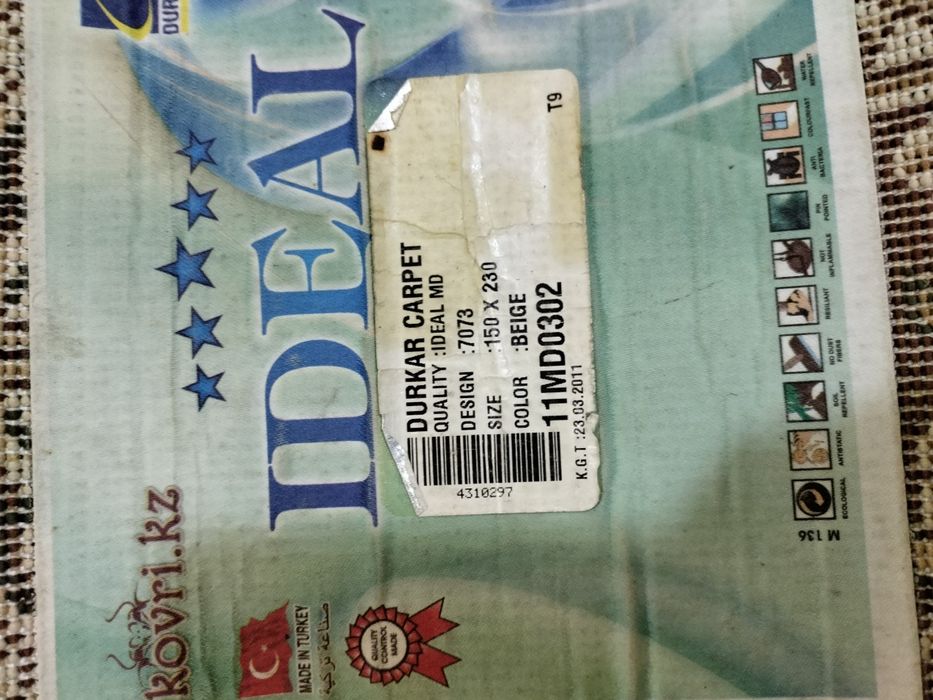 DUR
IDEAL
kovri.kz
MADE IN TURKEY
صناعة تركية
QUALITY
CONTROL
MADE
T9
DURKAR CARPET
QUALITY :IDEAL MD
DESIGN :7073
SIZE :150 X 230
COLOR :BEIGE
11MD0302
K.G.T :23.03.2011
4310297
M 136
ECOLOGICAL
ANTISTATIC
SOIL
REPELLENT
NO DUST
FIBERS
RESILIANT
NOT
INFLAMMABLE
PIN
POINTED
ANTI
BACTERIA
COLOURFAST
WATER
REPELLENT